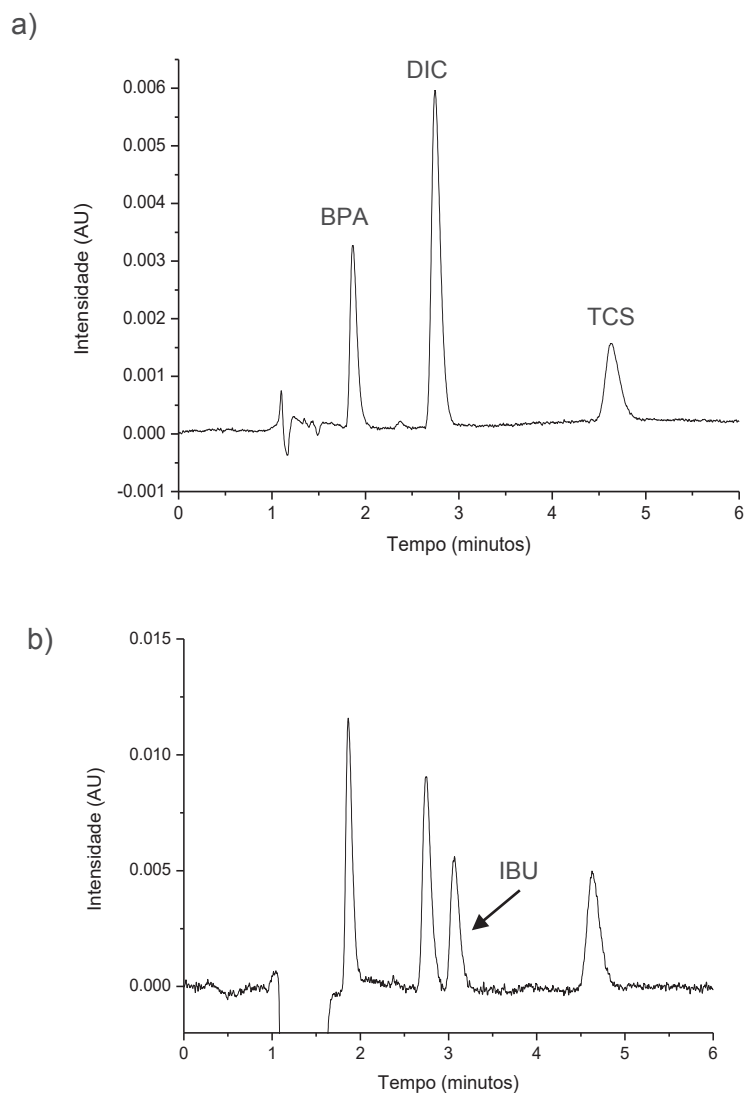 a)
DIC
0.006
0.005
0.004
BPA
0.003
TCS
0.002
0.001
0.000
-0.001
Intensidade (AU)
0 1 2 3 4 5 6
Tempo (minutos)
b)
0.015
0.010
0.005
IBU
0.000
Intensidade (AU)
0 1 2 3 4 5 6
Tempo (minutos)